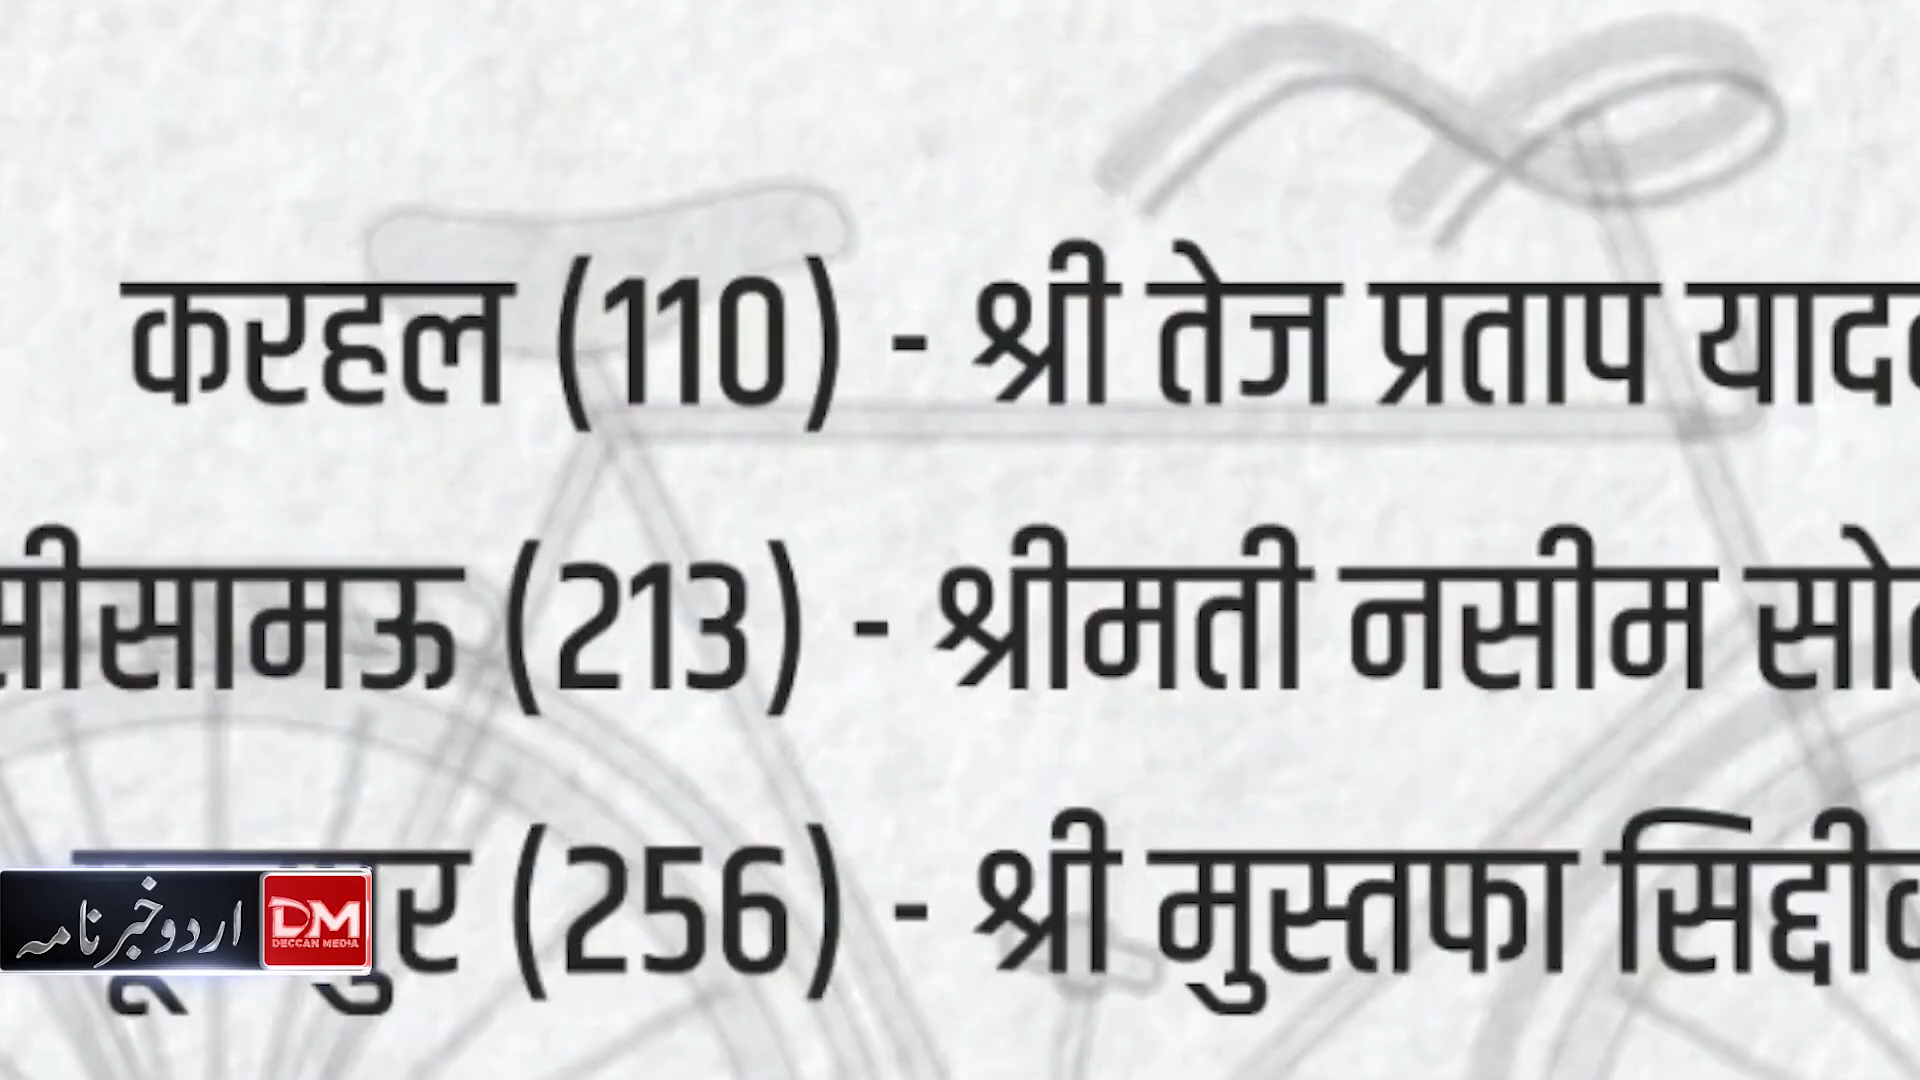 करहल (110) - श्री तेज प्रताप
सीसामऊ (213) - श्रीमती नसीम
(256) - श्री मुस्तफा
اردو خبر نامہ
DM
DECCAN MEDIA